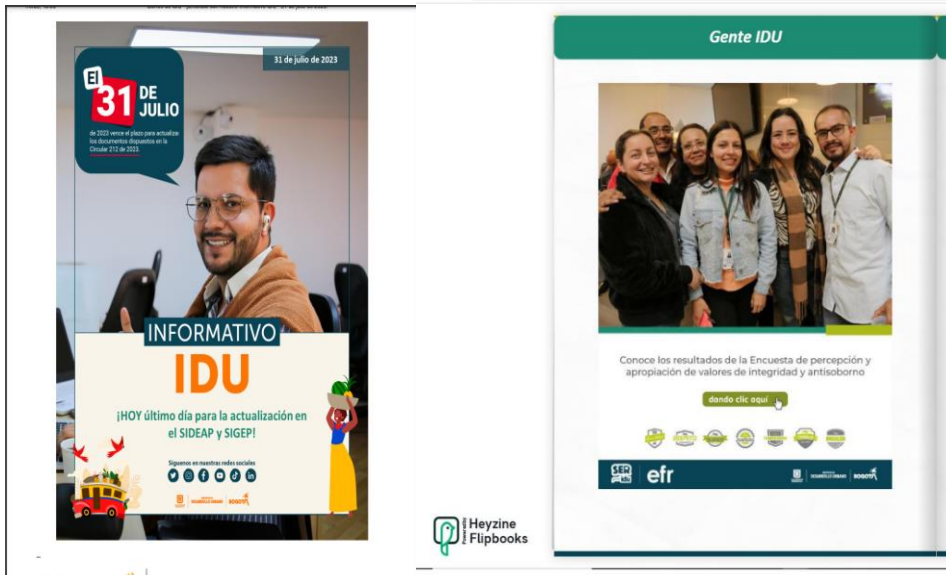 31 de julio de 2023
El
31 DE
JULIO
de 2023 vence el plazo para actualizar
los documentos dispuestos en la
Circular 212 de 2023.
INFORMATIVO
IDU
¡HOY último día para la actualización en
el SIDEAP y SIGEP!
Síguenos en nuestras redes sociales
BOGOTÁ
Gente IDU
Conoce los resultados de la Encuesta de percepción y
apropiación de valores de integridad y antisoborno
dando clic aquí
SER
efr
BOGOTÁ
Heyzine
Flipbooks